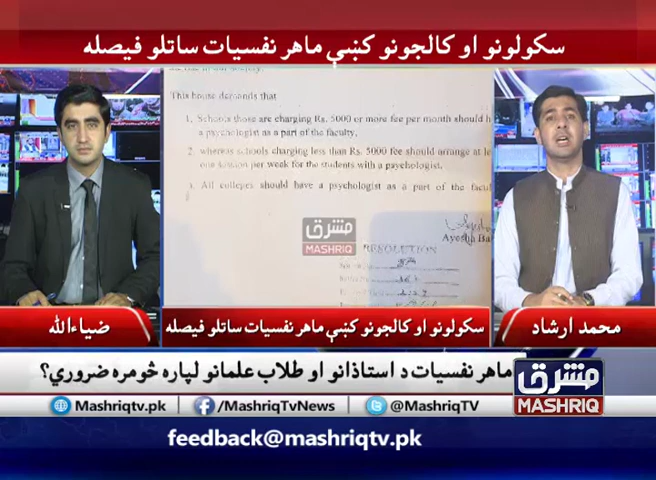 سکولونو او کالجونو کښې ماهر نفسیات ساتلو فیصله
This house demands that
1. Schools those are charging Rs. 5000 or more fee per month should h
a psychologist as a part of the faculty,
2. whereas schools charging less than Rs. 5000 fee should arrange at le
one session per week for the students with a psychologist.
3. All colleges should have a psychologist as a part of the facul
مشرق
MASHRIQ
Ayesha Ba
RESOLUTION
ضیاءالله
سکولونو او کالجونو کښې ماهر نفسیات ساتلو فیصله
محمد ارشاد
ماهر نفسیات د استاذانو او طلاب علمانو لپاره څومره ضروري؟
مشرق
MASHRIQ
Mashriqtv.pk
/MashriqTvNews
@MashriqTV
feedback@mashriqtv.pk